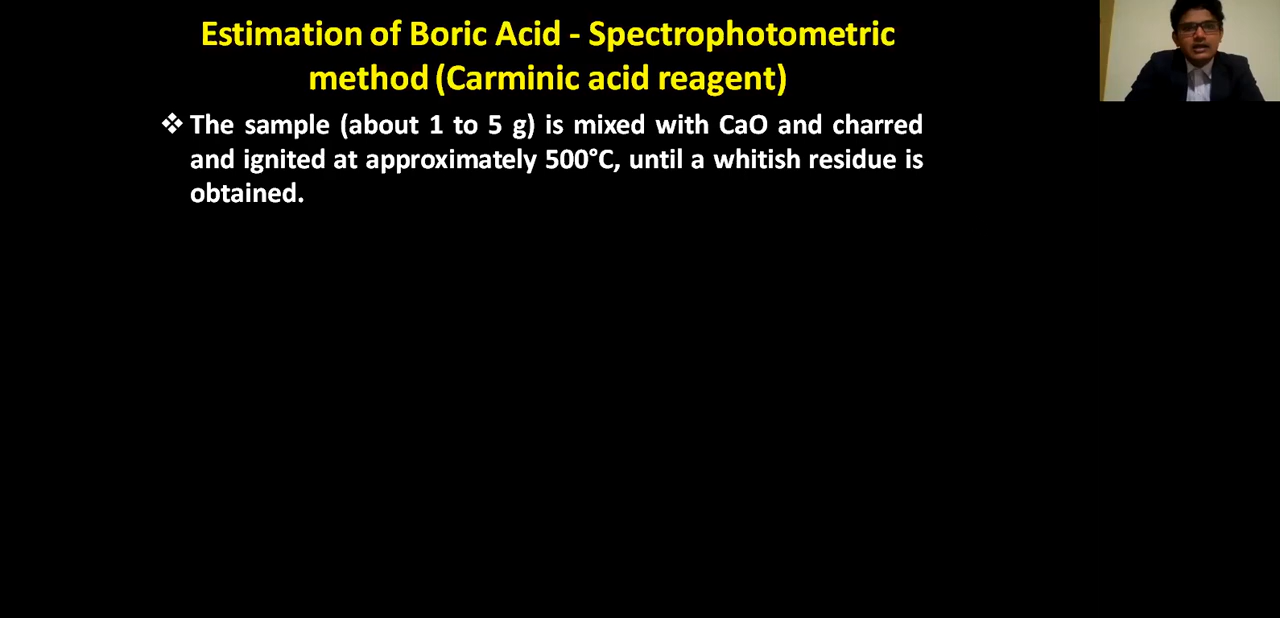 Estimation of Boric Acid - Spectrophotometric
method (Carminic acid reagent)
❖ The sample (about 1 to 5 g) is mixed with CaO and charred
and ignited at approximately 500°C, until a whitish residue is
obtained.